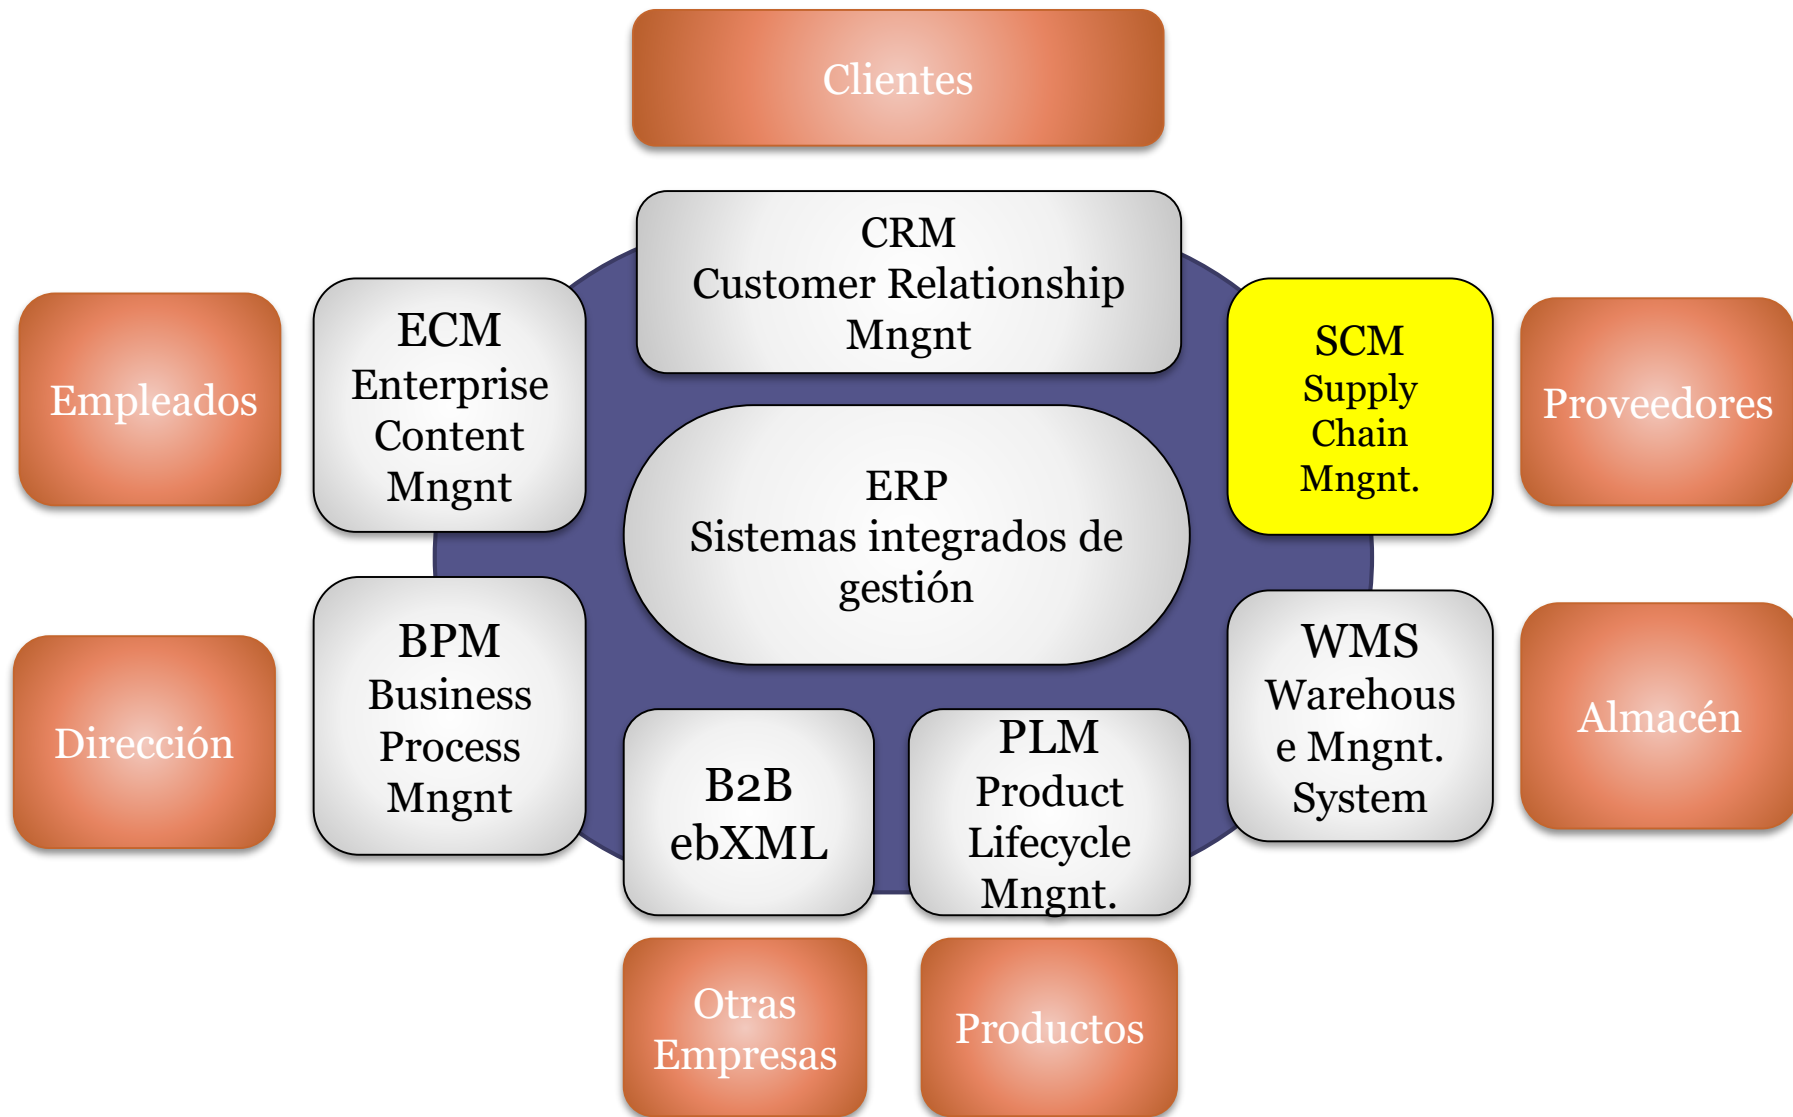 Clientes
CRM
Customer Relationship
Mngnt
Empleados
ECM
Enterprise
Content
Mngnt
SCM
Supply
Chain
Mngnt.
Proveedores
ERP
Sistemas integrados de
gestión
Dirección
BPM
Business
Process
Mngnt
B2B
ebXML
PLM
Product
Lifecycle
Mngnt.
WMS
Warehous
e Mngnt.
System
Almacén
Otras
Empresas
Productos